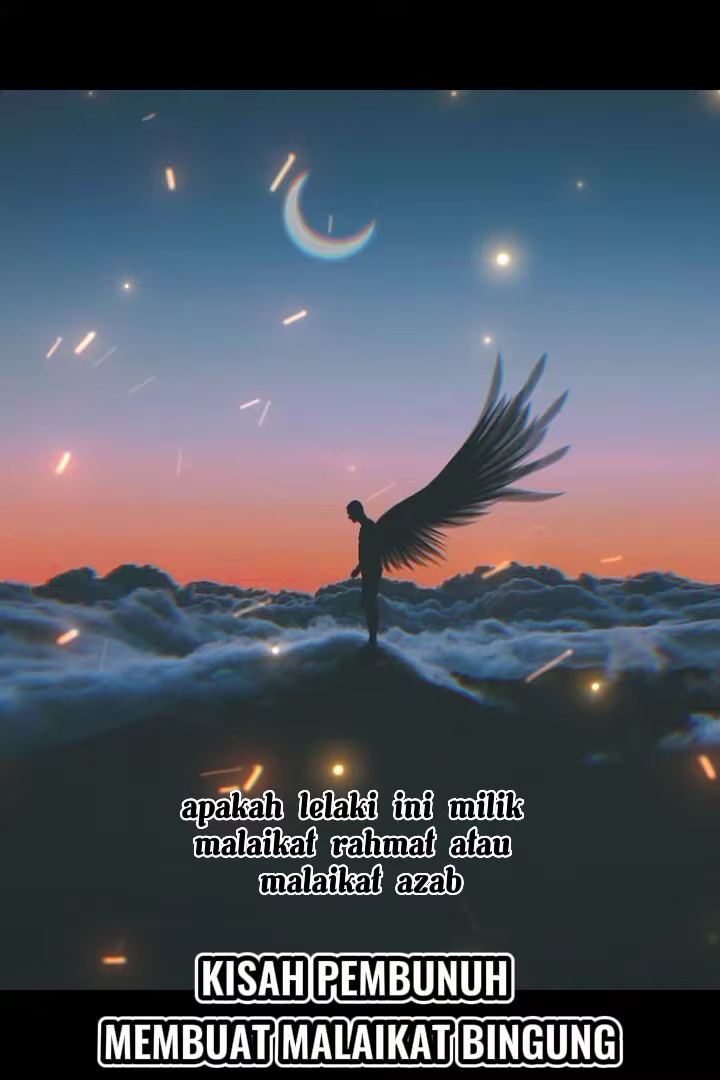 apakah lelaki ini milik
malaikat rahmat atau
malaikat azab
KISAH PEMBUNUH
MEMBUAT MALAIKAT BINGUNG